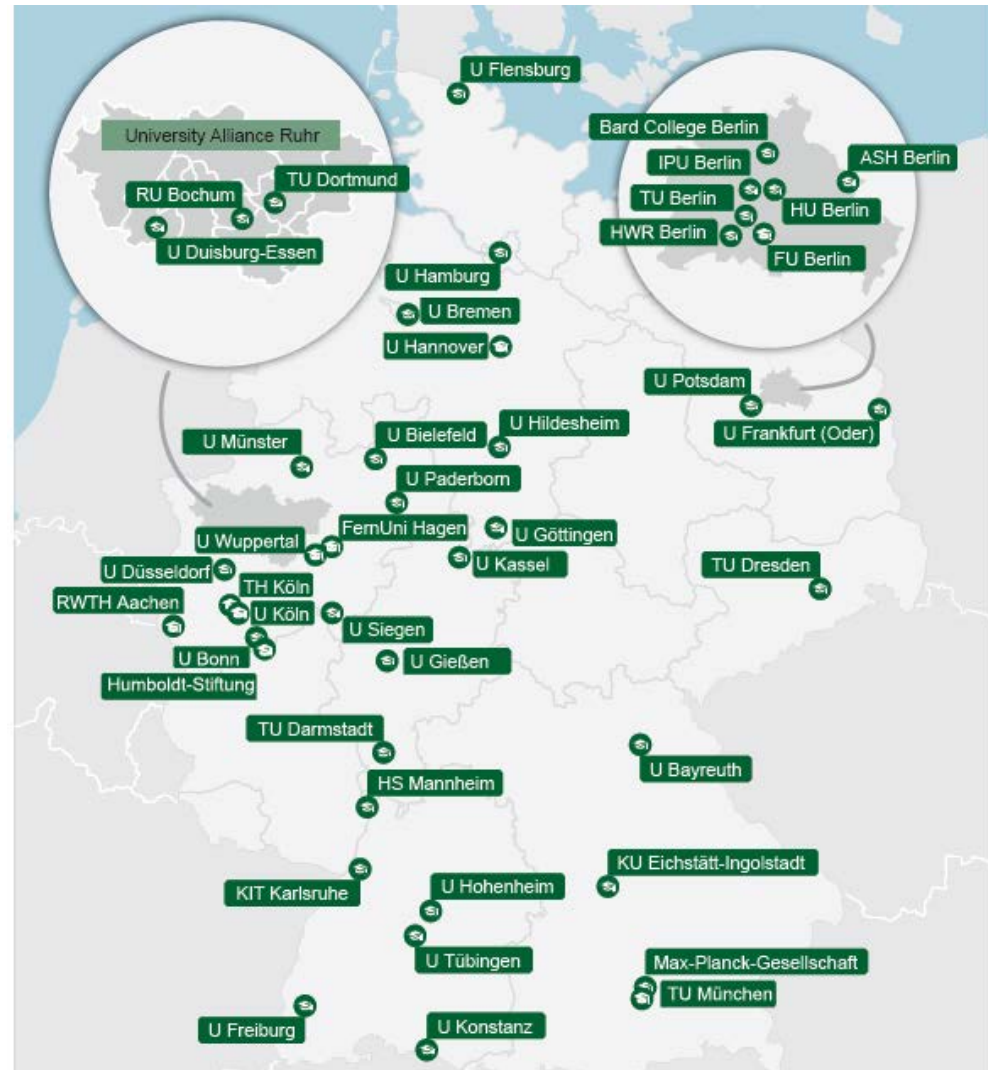 U Flensburg
University Alliance Ruhr
TU Dortmund
RU Bochum
U Duisburg-Essen
Bard College Berlin
IPU Berlin
ASH Berlin
TU Berlin
HU Berlin
HWR Berlin
FU Berlin
U Hamburg
U Bremen
U Hannover
U Potsdam
U Frankfurt (Oder)
U Münster
U Bielefeld
U Hildesheim
U Paderborn
FernUni Hagen
U Wuppertal
U Göttingen
U Kassel
U Düsseldorf
TH Köln
TU Dresden
RWTH Aachen
U Köln
U Siegen
U Bonn
U Gießen
Humboldt-Stiftung
TU Darmstadt
U Bayreuth
HS Mannheim
KU Eichstätt-Ingolstadt
KIT Karlsruhe
U Hohenheim
U Tübingen
Max-Planck-Gesellschaft
TU München
U Freiburg
U Konstanz